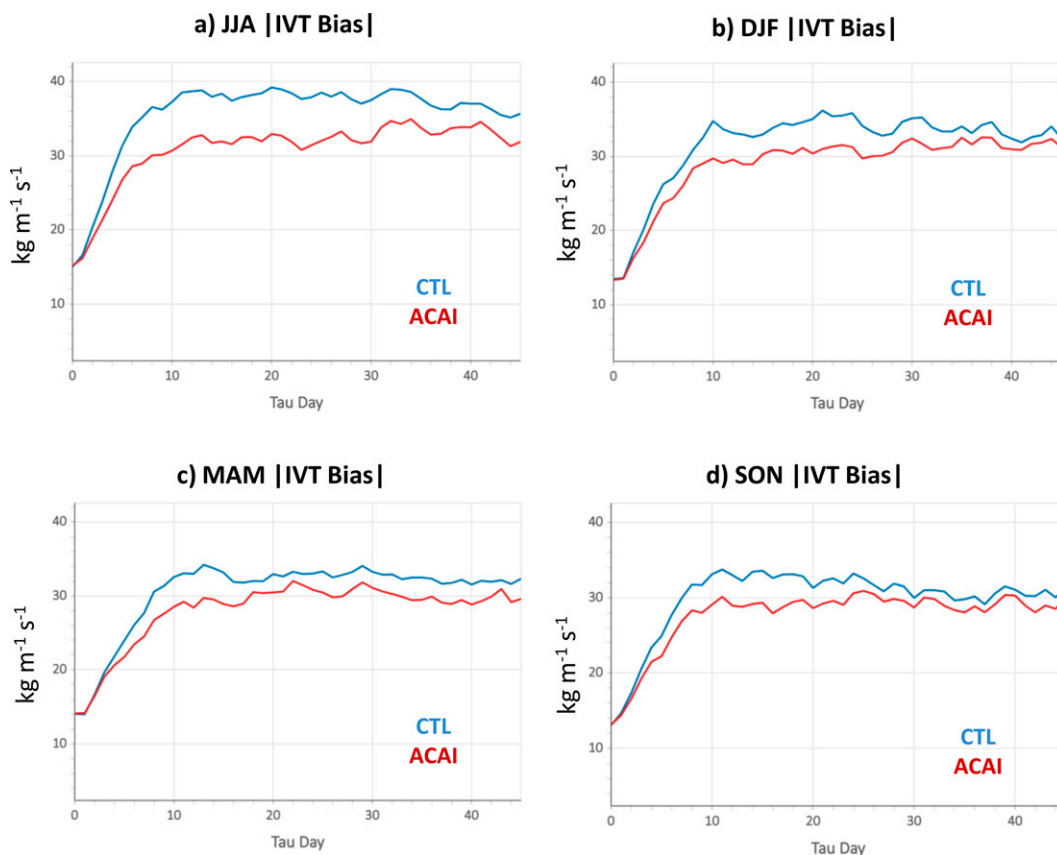 a) JJA |IVT Bias|
40
30
20
10
kg m⁻¹ s⁻¹
CTL
ACAI
0 10 20 30 40
Tau Day
b) DJF |IVT Bias|
40
30
20
10
kg m⁻¹ s⁻¹
CTL
ACAI
0 10 20 30 40
Tau Day
c) MAM |IVT Bias|
40
30
20
10
kg m⁻¹ s⁻¹
CTL
ACAI
0 10 20 30 40
Tau Day
d) SON |IVT Bias|
40
30
20
10
kg m⁻¹ s⁻¹
CTL
ACAI
0 10 20 30 40
Tau Day